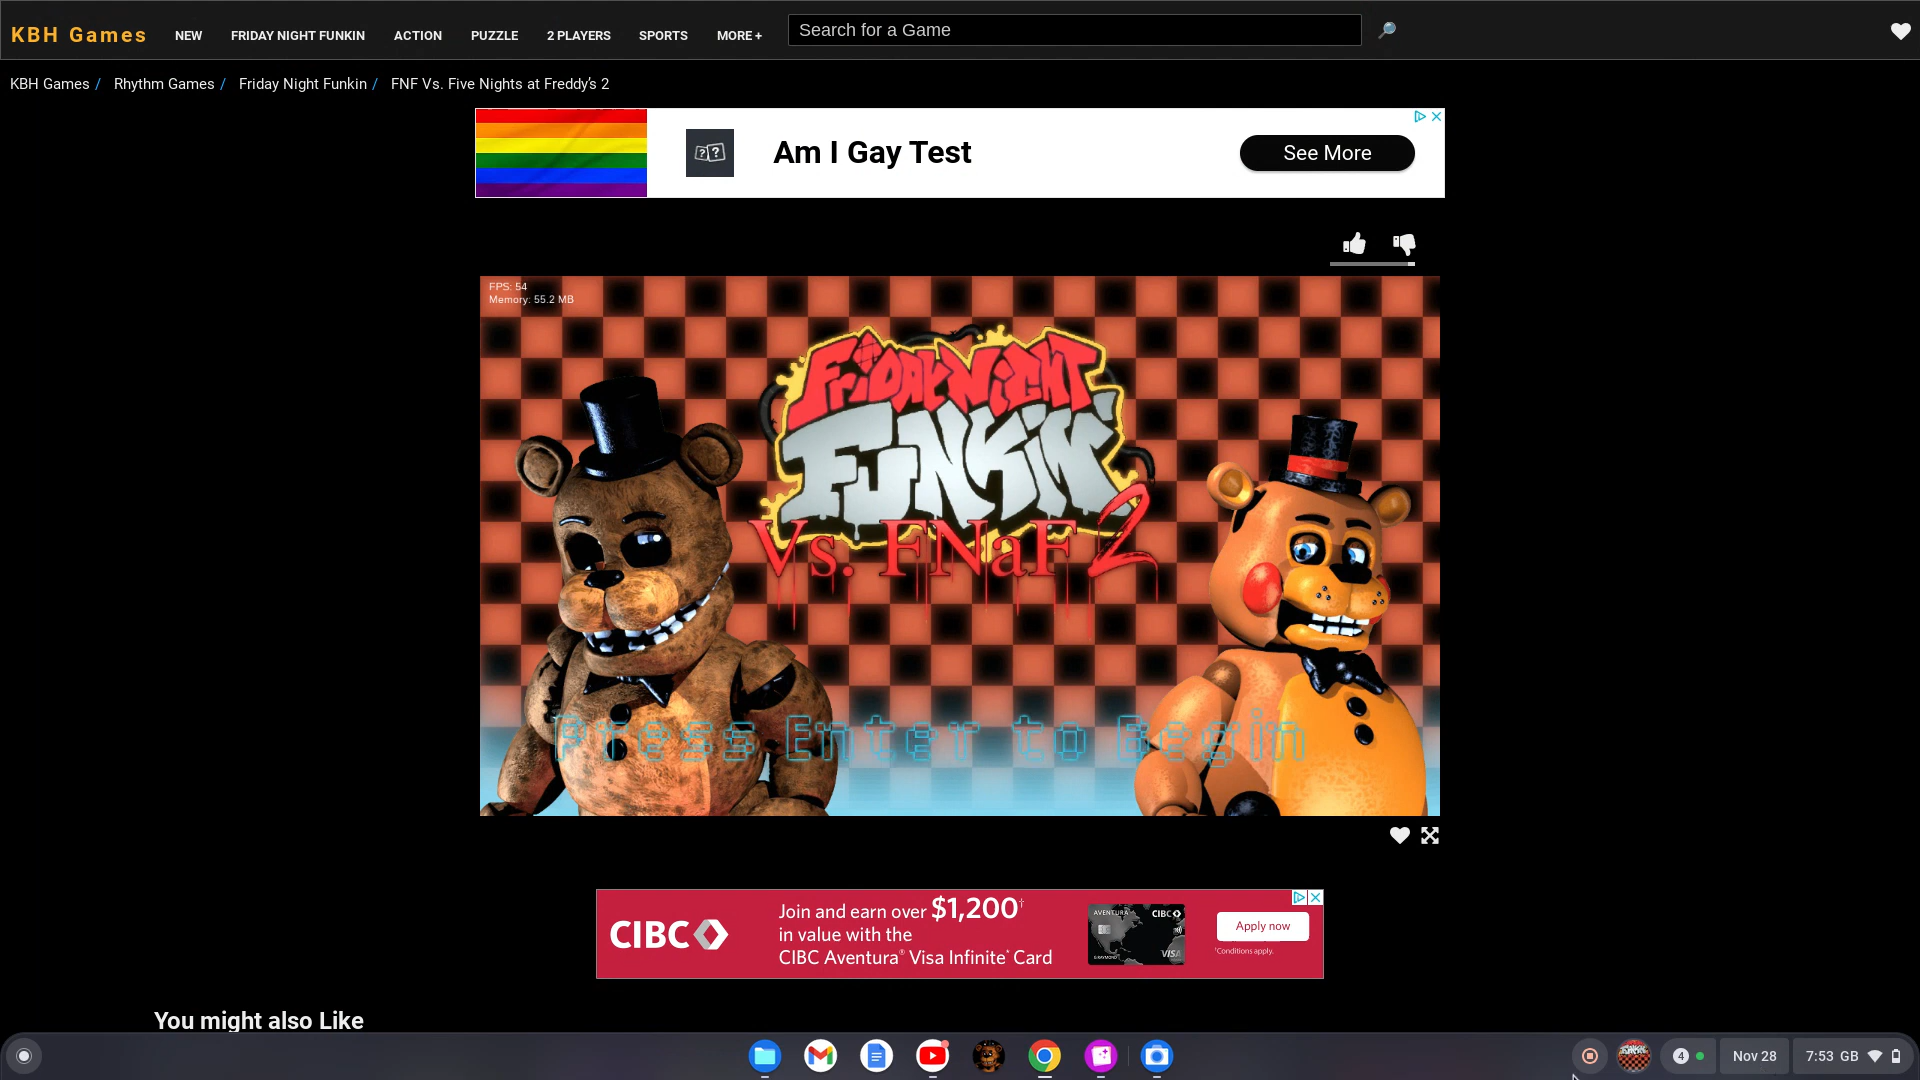 KBH Games
NEW
FRIDAY NIGHT FUNKIN
ACTION
PUZZLE
2 PLAYERS
SPORTS
MORE +
Search for a Game
KBH Games / Rhythm Games / Friday Night Funkin / FNF Vs. Five Nights at Freddy's 2
Am I Gay Test
See More
FPS: 54
Memory: 55.2 MB
FRiDAY NiGHT
FUNKiN
Vs. FNaF 2
Press Enter to Begin
CIBC
Join and earn over $1,200†
in value with the
CIBC Aventura® Visa Infinite* Card
AVENTURA
CIBC
VISA
Apply now
†Conditions apply.
You might also Like
4
Nov 28
7:53 GB